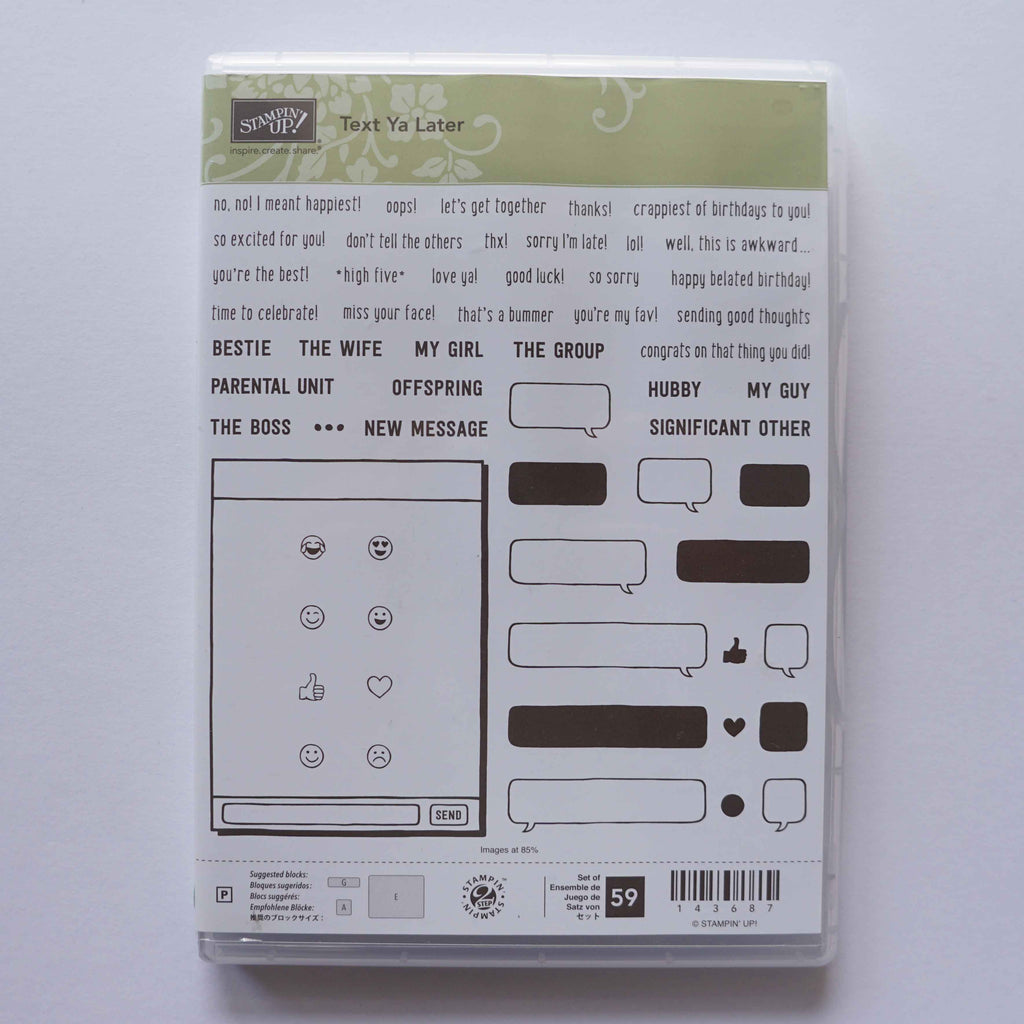 STAMPIN' UP!®
inspire.create.share.
Text Ya Later
no, no! I meant happiest! oops! let's get together thanks! crappiest of birthdays to you!
so excited for you! don't tell the others thx! sorry I'm late! lol! well, this is awkward...
you're the best! *high five* love ya! good luck! so sorry happy belated birthday!
time to celebrate! miss your face! that's a bummer you're my fav! sending good thoughts
BESTIE THE WIFE MY GIRL THE GROUP congrats on that thing you did!
PARENTAL UNIT OFFSPRING HUBBY MY GUY
THE BOSS ••• NEW MESSAGE SIGNIFICANT OTHER
SEND
Images at 85%
P
Suggested blocks:
Bloques sugeridos:
Blocs suggérés:
Empfohlene Blöcke:
推奨のブロックサイズ:
G
A
E
STAMPIN' 2 STEP STAMPIN'
Set of
Ensemble de
Juego de
Satz von
セット
59
143687
© STAMPIN' UP!